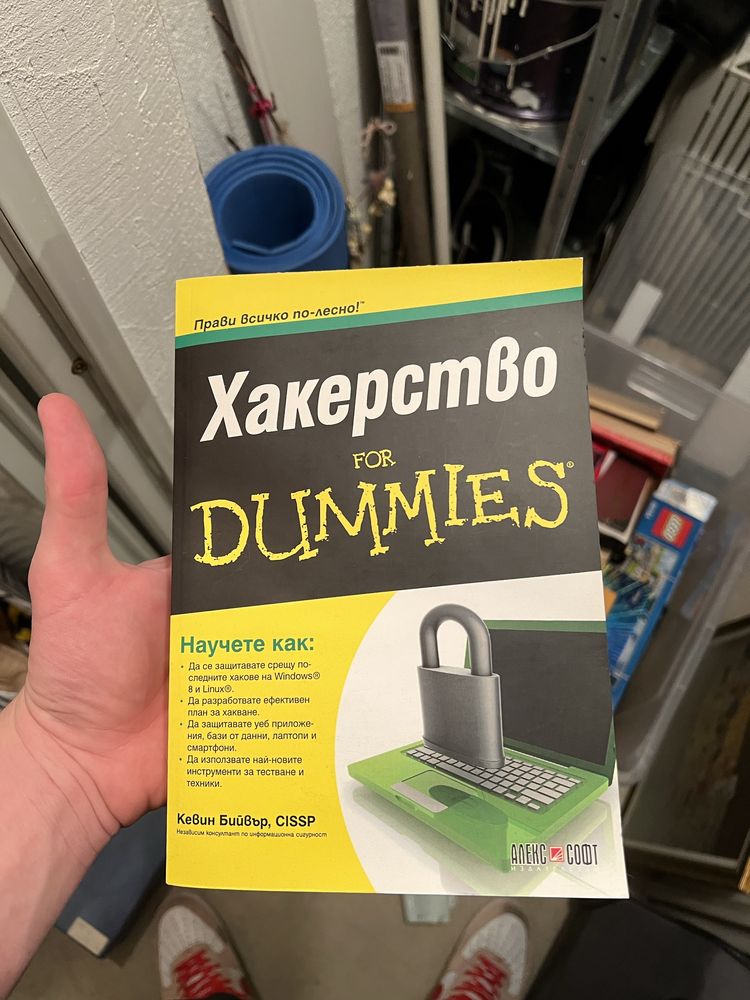 Прави всичко по-лесно!™
Хакерство
FOR
DUMMIES®
Научете как:
• Да се защитавате срещу по-
следните хакове на Windows®
8 и Linux®.
• Да разработвате ефективен
план за хакване.
• Да защитавате уеб приложе-
ния, бази от данни, лаптопи и
смартфони.
• Да използвате най-новите
инструменти за тестване и
техники.
Кевин Бийвър, CISSP
Независим консултант по информационна сигурност
АЛЕКС СОФТ
LEGO